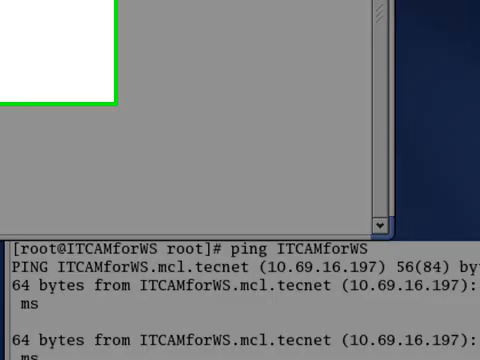 [root@ITCAMforWS root]# ping ITCAMforWS
PING ITCAMforWS.mcl.tecnet (10.69.16.197) 56(84) by
64 bytes from ITCAMforWS.mcl.tecnet (10.69.16.197):
ms
64 bytes from ITCAMforWS.mcl.tecnet (10.69.16.197):
ms